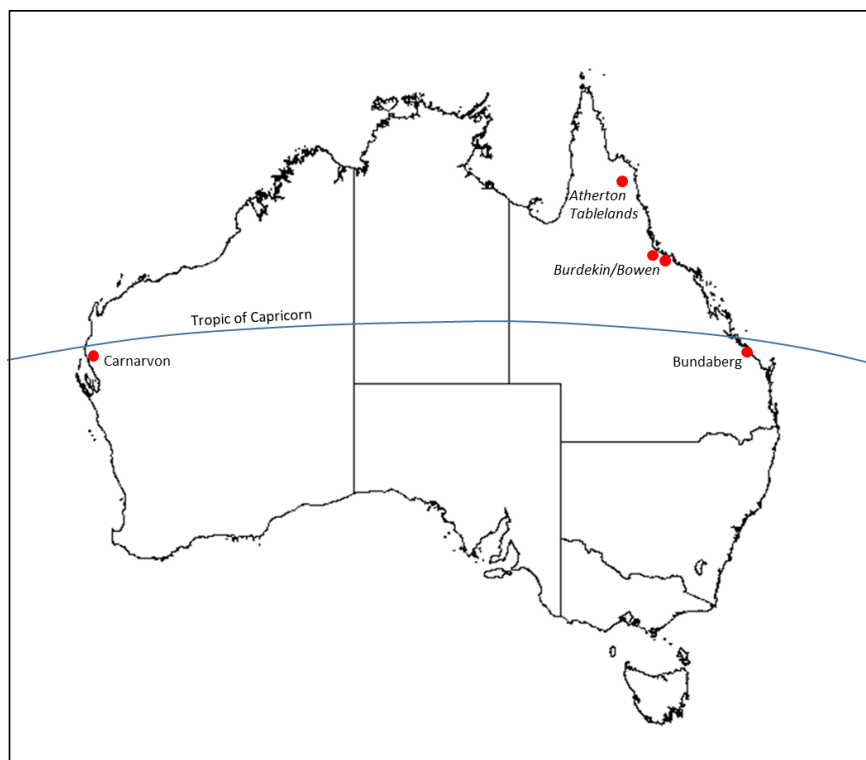 Atherton
Tablelands
Burdekin/Bowen
Tropic of Capricorn
Carnarvon
Bundaberg